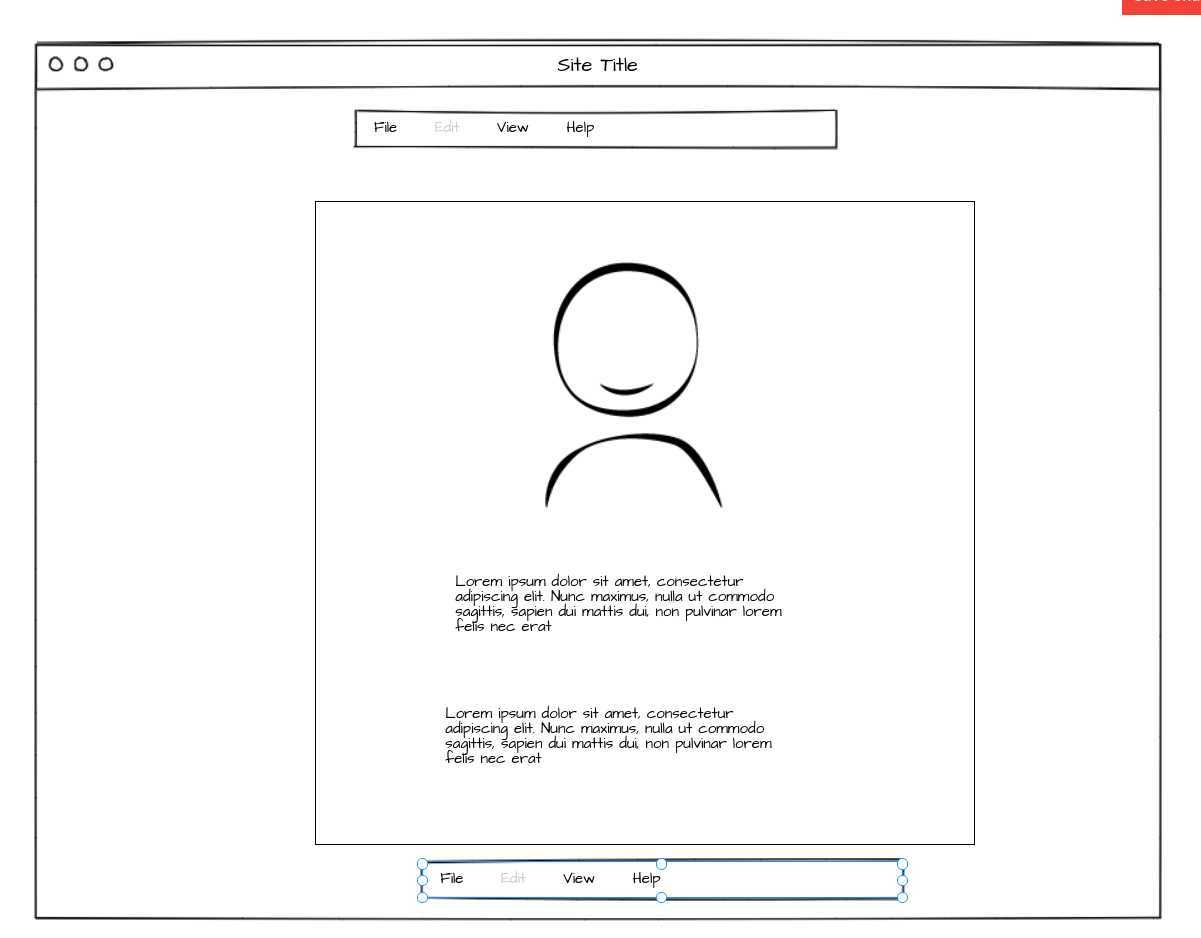 Site Title
File Edit View Help
Lorem ipsum dolor sit amet, consectetur
adipiscing elit. Nunc maximus, nulla ut commodo
sagittis, sapien dui mattis dui, non pulvinar lorem
felis nec erat
Lorem ipsum dolor sit amet, consectetur
adipiscing elit. Nunc maximus, nulla ut commodo
sagittis, sapien dui mattis dui, non pulvinar lorem
felis nec erat
File Edit View Help